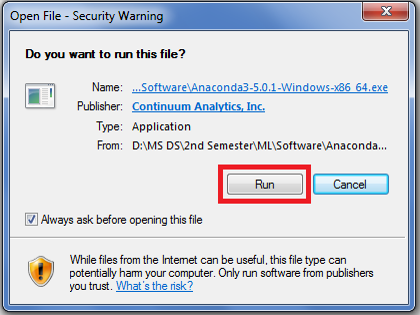 Open File - Security Warning
Do you want to run this file?
Name: ...Software\Anaconda3-5.0.1-Windows-x86_64.exe
Publisher: Continuum Analytics, Inc.
Type: Application
From: D:\MS DS\2nd Semester\ML\Software\Anaconda...
Run Cancel
Always ask before opening this file
While files from the Internet can be useful, this file type can
potentially harm your computer. Only run software from publishers
you trust. What's the risk?